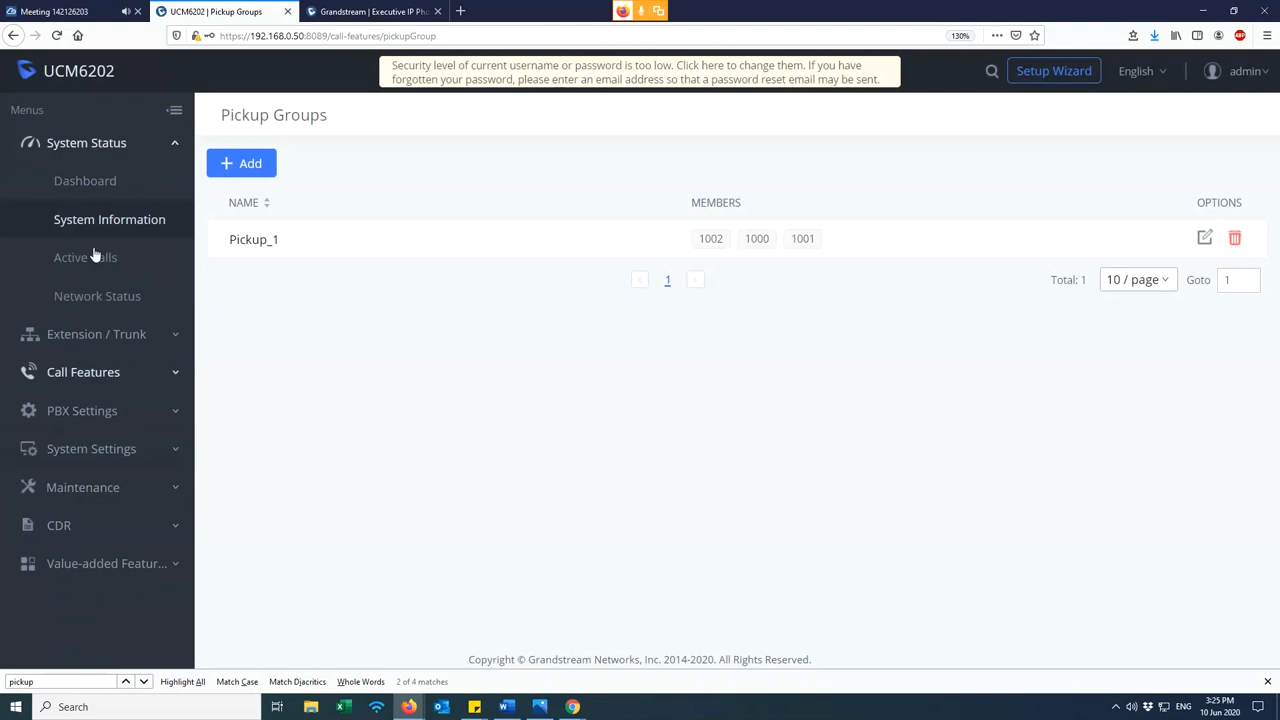 Meeting 142126203
UCM6202 | Pickup Groups
Grandstream | Executive IP Pho
https://192.168.0.50:8089/call-features/pickupGroup
130%
ABP
UCM6202
Security level of current username or password is too low. Click here to change them. If you have
forgotten your password, please enter an email address so that a password reset email may be sent.
Setup Wizard
English
admin
Menus
System Status
Dashboard
System Information
Active Calls
Network Status
Extension / Trunk
Call Features
PBX Settings
System Settings
Maintenance
CDR
Value-added Featur...
Pickup Groups
+ Add
NAME
MEMBERS
OPTIONS
Pickup_1
1002 1000 1001
< 1 >
Total: 1
10 / page
Goto
1
Copyright © Grandstream Networks, Inc. 2014-2020. All Rights Reserved.
pickup
Highlight All
Match Case
Match Diacritics
Whole Words
2 of 4 matches
Search
ENG
3:25 PM
10 Jun 2020